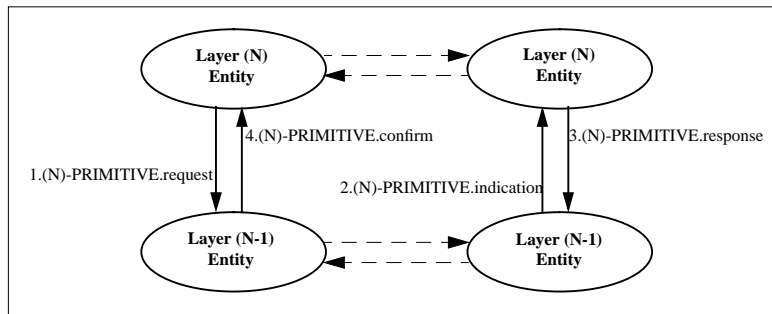 Layer (N)
Entity
Layer (N)
Entity
4.(N)-PRIMITIVE.confirm
3.(N)-PRIMITIVE.response
1.(N)-PRIMITIVE.request
2.(N)-PRIMITIVE.indication
Layer (N-1)
Entity
Layer (N-1)
Entity